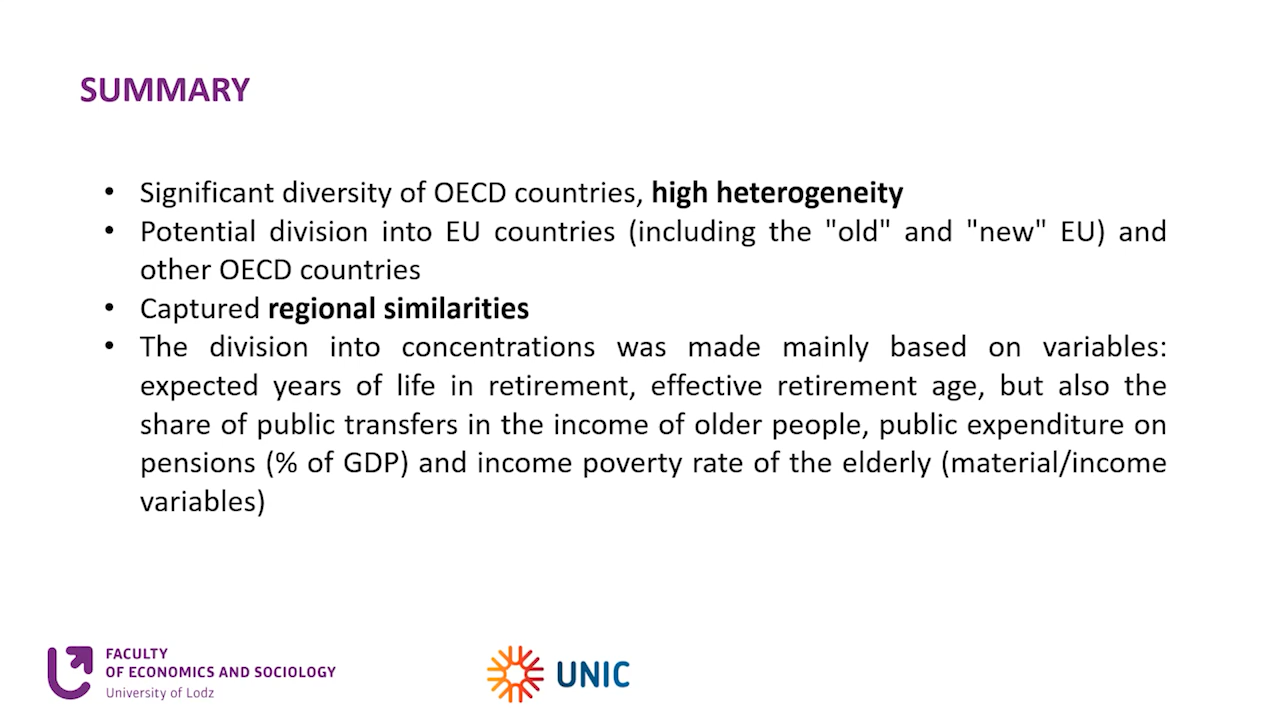 SUMMARY
• Significant diversity of OECD countries, high heterogeneity
• Potential division into EU countries (including the "old" and "new" EU) and
other OECD countries
• Captured regional similarities
• The division into concentrations was made mainly based on variables:
expected years of life in retirement, effective retirement age, but also the
share of public transfers in the income of older people, public expenditure on
pensions (% of GDP) and income poverty rate of the elderly (material/income
variables)
FACULTY
OF ECONOMICS AND SOCIOLOGY
University of Lodz
UNIC